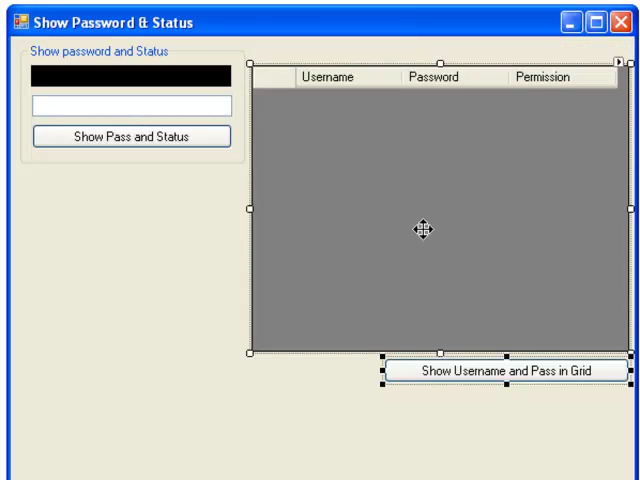 Show Password & Status
Show password and Status
Username Password Permission
Show Pass and Status
Show Username and Pass in Grid